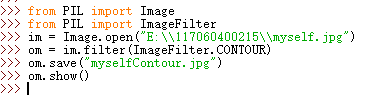 >>> from PIL import Image
>>> from PIL import ImageFilter
>>> im = Image.open("E:\\117060400215\\myself.jpg")
>>> om = im.filter(ImageFilter.CONTOUR)
>>> om.save("myselfContour.jpg")
>>> om.show()
>>>